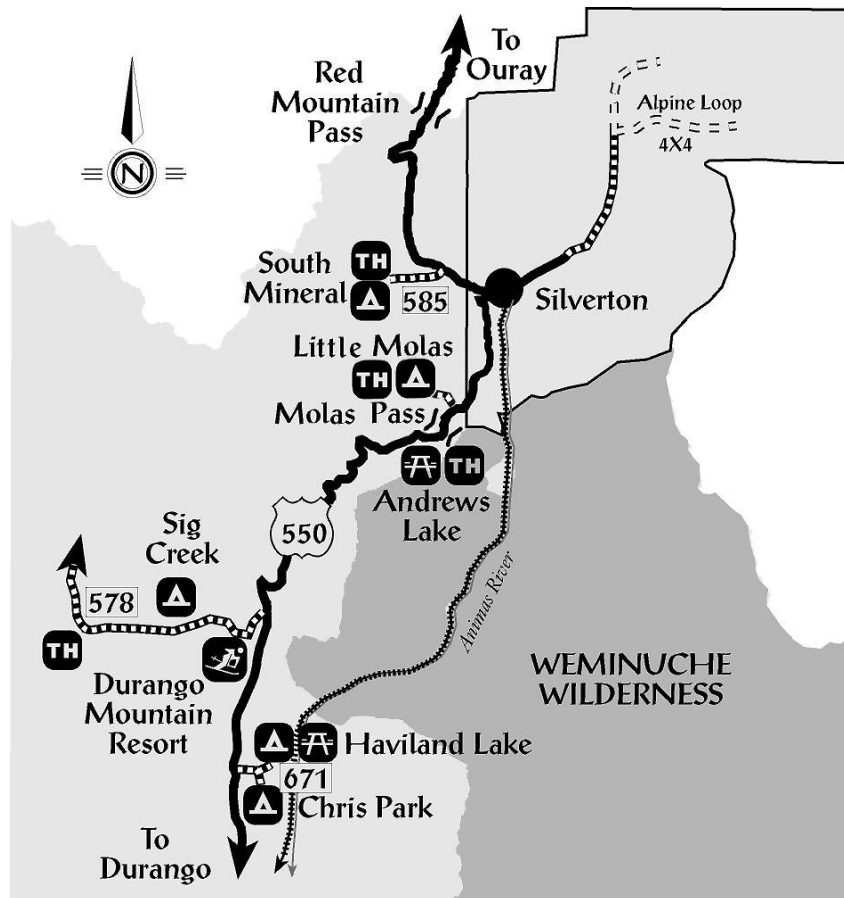 To
Ouray
Red
Mountain
Pass
Alpine Loop
4X4
N
TH
South
Mineral
585
Silverton
Little Molas
TH
Molas Pass
TH
Andrews
Lake
550
Sig
Creek
578
TH
Animas River
WEMINUCHE
WILDERNESS
Durango
Mountain
Resort
Haviland Lake
671
Chris Park
To
Durango